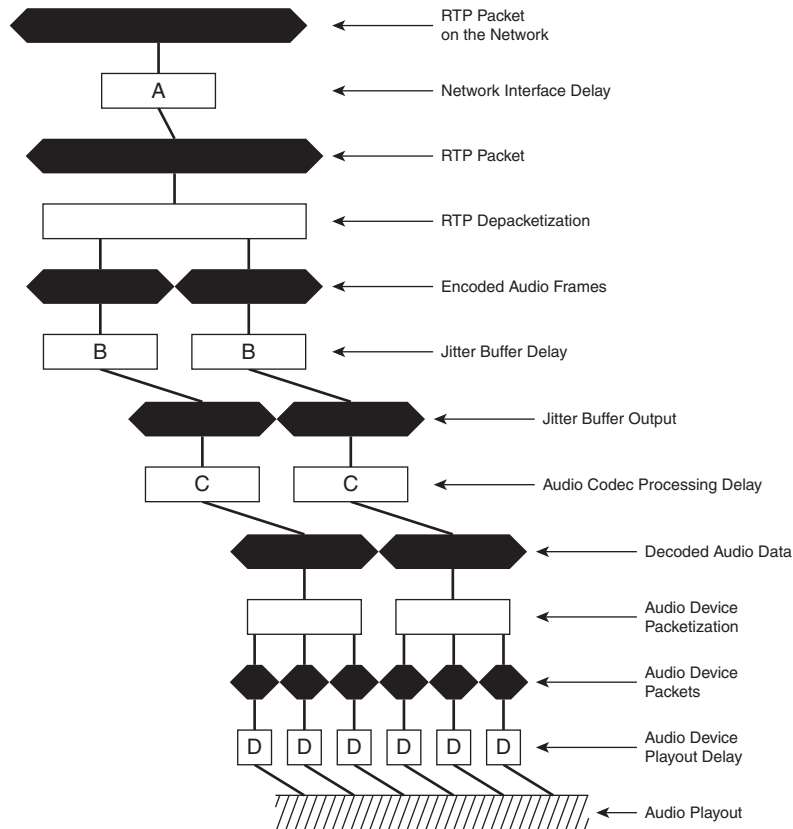 RTP Packet
on the Network
A
Network Interface Delay
RTP Packet
RTP Depacketization
Encoded Audio Frames
B B
Jitter Buffer Delay
Jitter Buffer Output
C C
Audio Codec Processing Delay
Decoded Audio Data
Audio Device
Packetization
Audio Device
Packets
D D D D D D
Audio Device
Playout Delay
Audio Playout